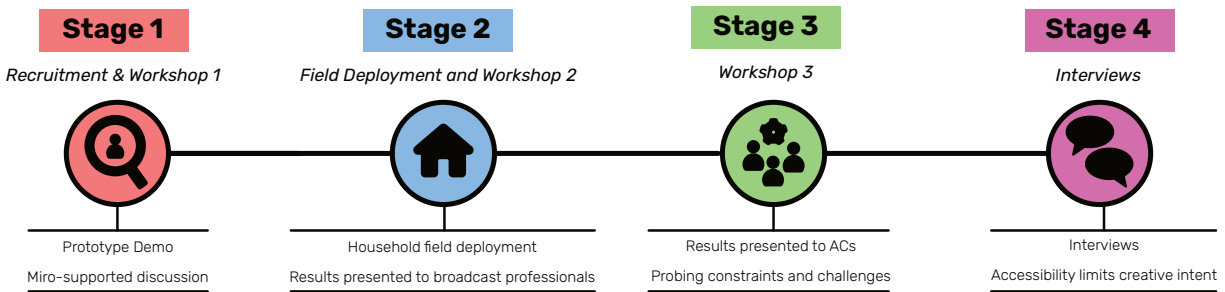 Stage 1
Recruitment & Workshop 1
Prototype Demo
Miro-supported discussion
Stage 2
Field Deployment and Workshop 2
Household field deployment
Results presented to broadcast professionals
Stage 3
Workshop 3
Results presented to ACs
Probing constraints and challenges
Stage 4
Interviews
Interviews
Accessibility limits creative intent